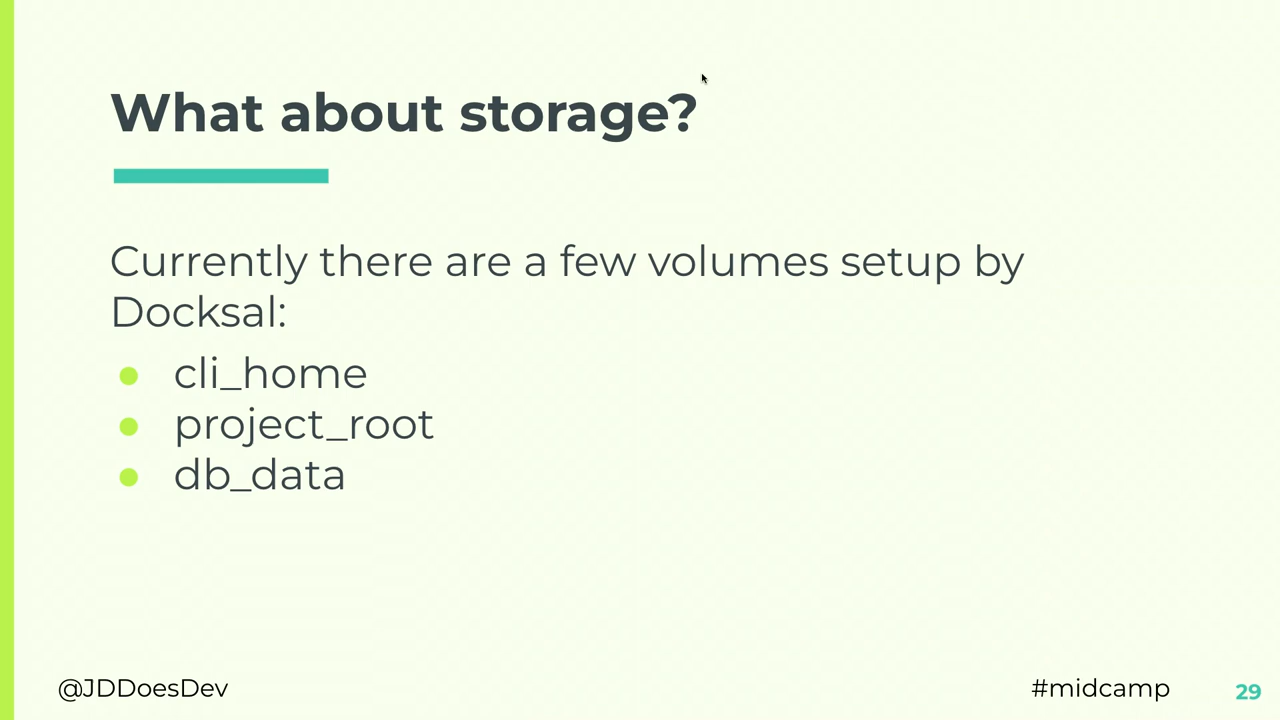 What about storage?
Currently there are a few volumes setup by
Docksal:
● cli_home
● project_root
● db_data
@JDDoesDev
#midcamp
29